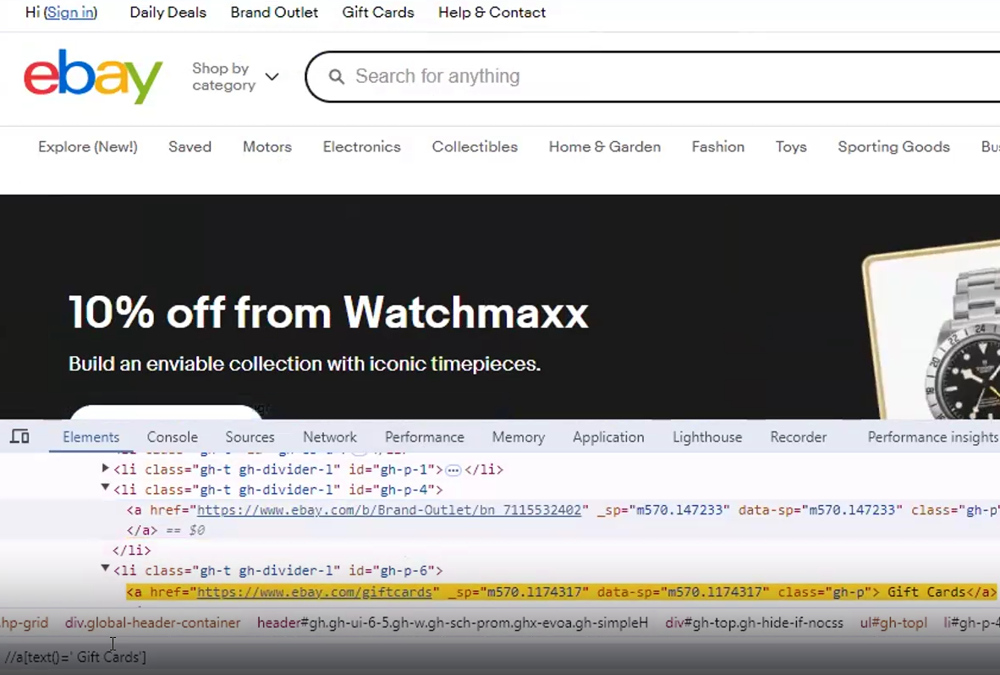 Hi (Sign in) Daily Deals Brand Outlet Gift Cards Help & Contact
ebay
Shop by category
Search for anything
Explore (New!) Saved Motors Electronics Collectibles Home & Garden Fashion Toys Sporting Goods
10% off from Watchmaxx
Build an enviable collection with iconic timepieces.
Elements Console Sources Network Performance Memory Application Lighthouse Recorder Performance insights
<li class="gh-t gh-divider-l" id="gh-p-1"> </li>
<li class="gh-t gh-divider-l" id="gh-p-4">
<a href="https://www.ebay.com/b/Brand-Outlet/bn_7115532402" _sp="m570.l47233" data-sp="m570.l47233" class="gh-p"
</a> == $0
</li>
<li class="gh-t gh-divider-l" id="gh-p-6">
<a href="https://www.ebay.com/giftcards" _sp="m570.l174317" data-sp="m570.l174317" class="gh-p"> Gift Cards</a>
.hp-grid div.global-header-container header#gh.gh-ui-6-5.gh-w.gh-sch-prom.ghx-evoa.gh-simpleH div#gh-top.gh-hide-if-nocss ul#gh-topl li#gh-p-4
//a[text()=' Gift Cards']